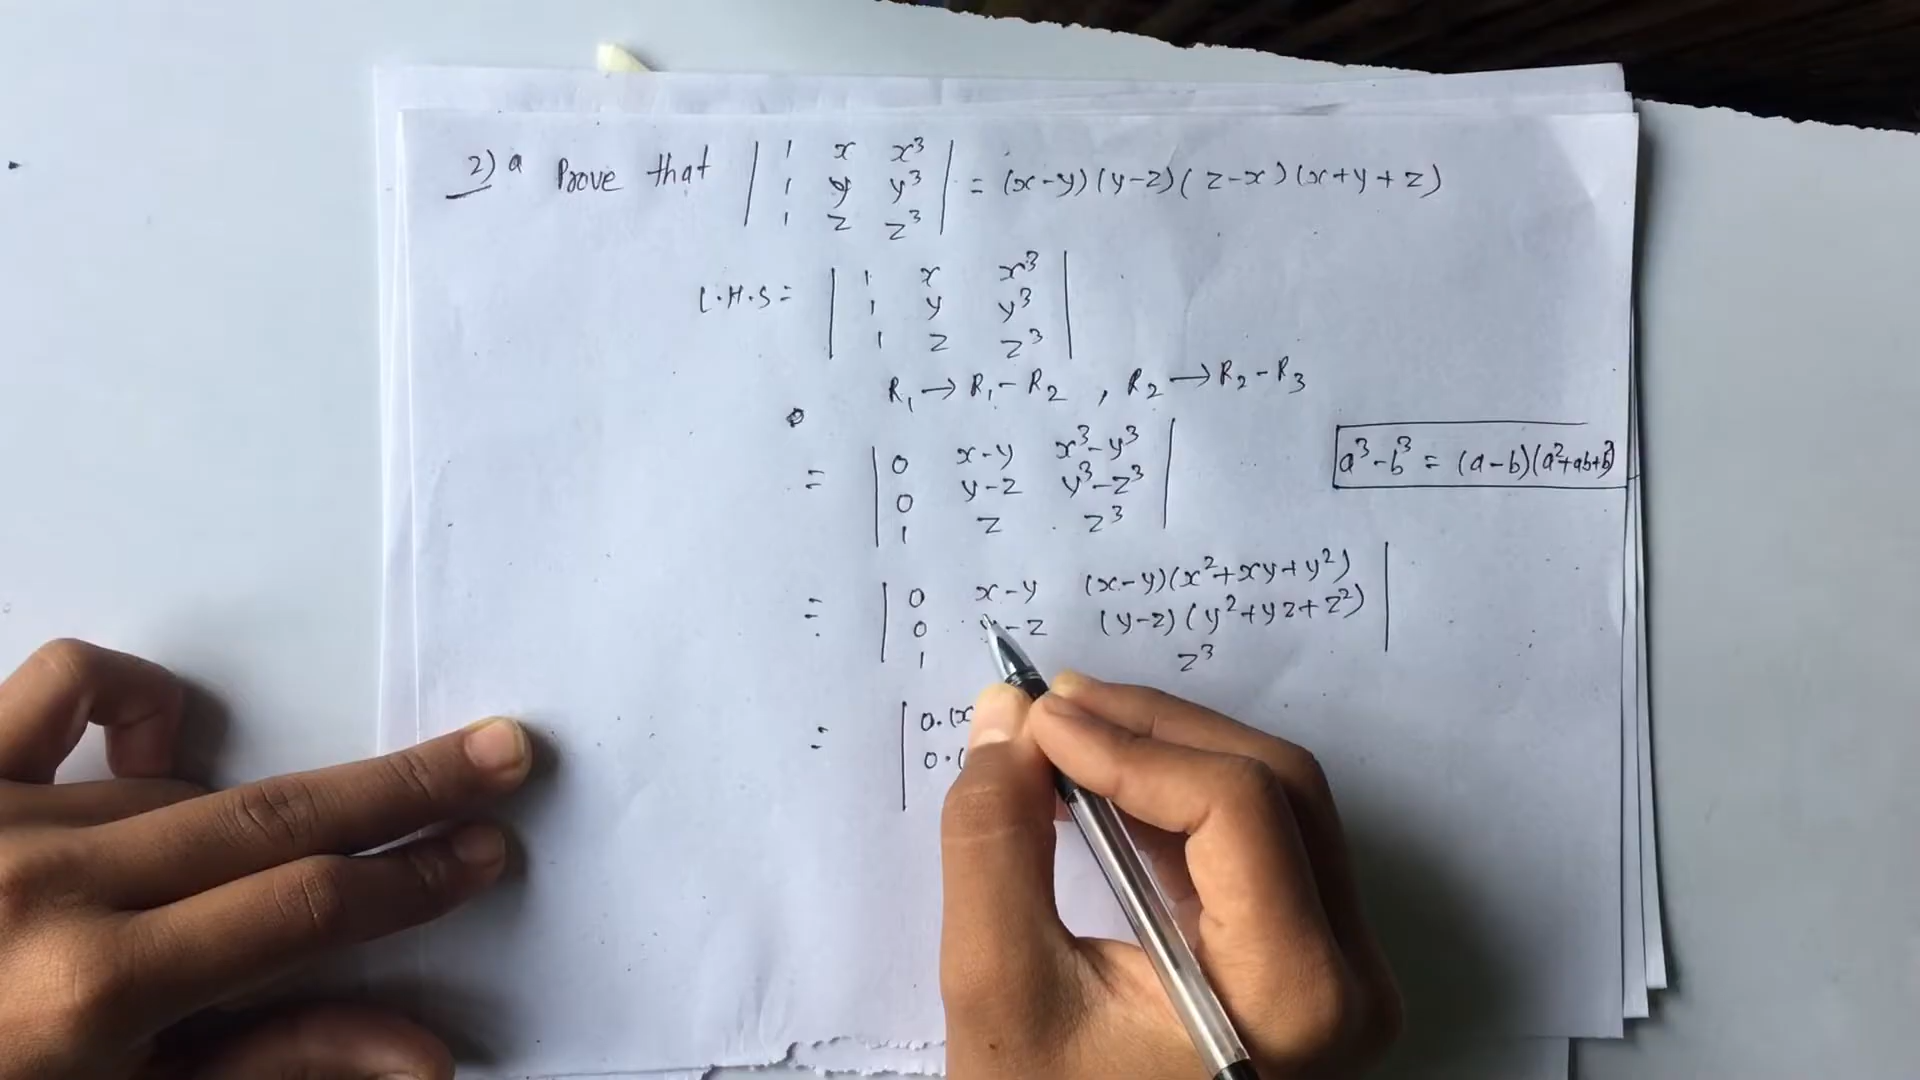 2) a Prove that | 1 x x³ | = (x-y)(y-z)(z-x)(x+y+z)
1 y y³
1 z z³
L.H.S = | 1 x x³ |
1 y y³
1 z z³
R₁ → R₁ - R₂ , R₂ → R₂ - R₃
= | 0 x-y x³-y³ |
0 y-z y³-z³
1 z z³
a³-b³ = (a-b)(a²+ab+b³)
= | 0 x-y (x-y)(x²+xy+y²) |
0 y-z (y-z)(y²+yz+z²)
1 z³
= | 0.(x
0.(